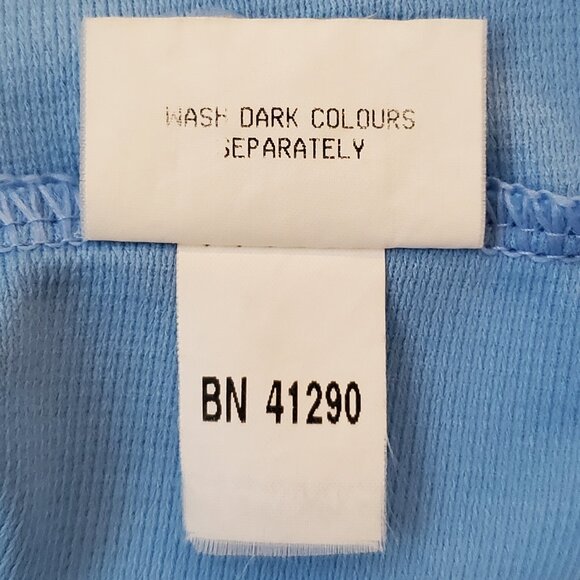 WASH DARK COLOURS
SEPARATELY
BN 41290